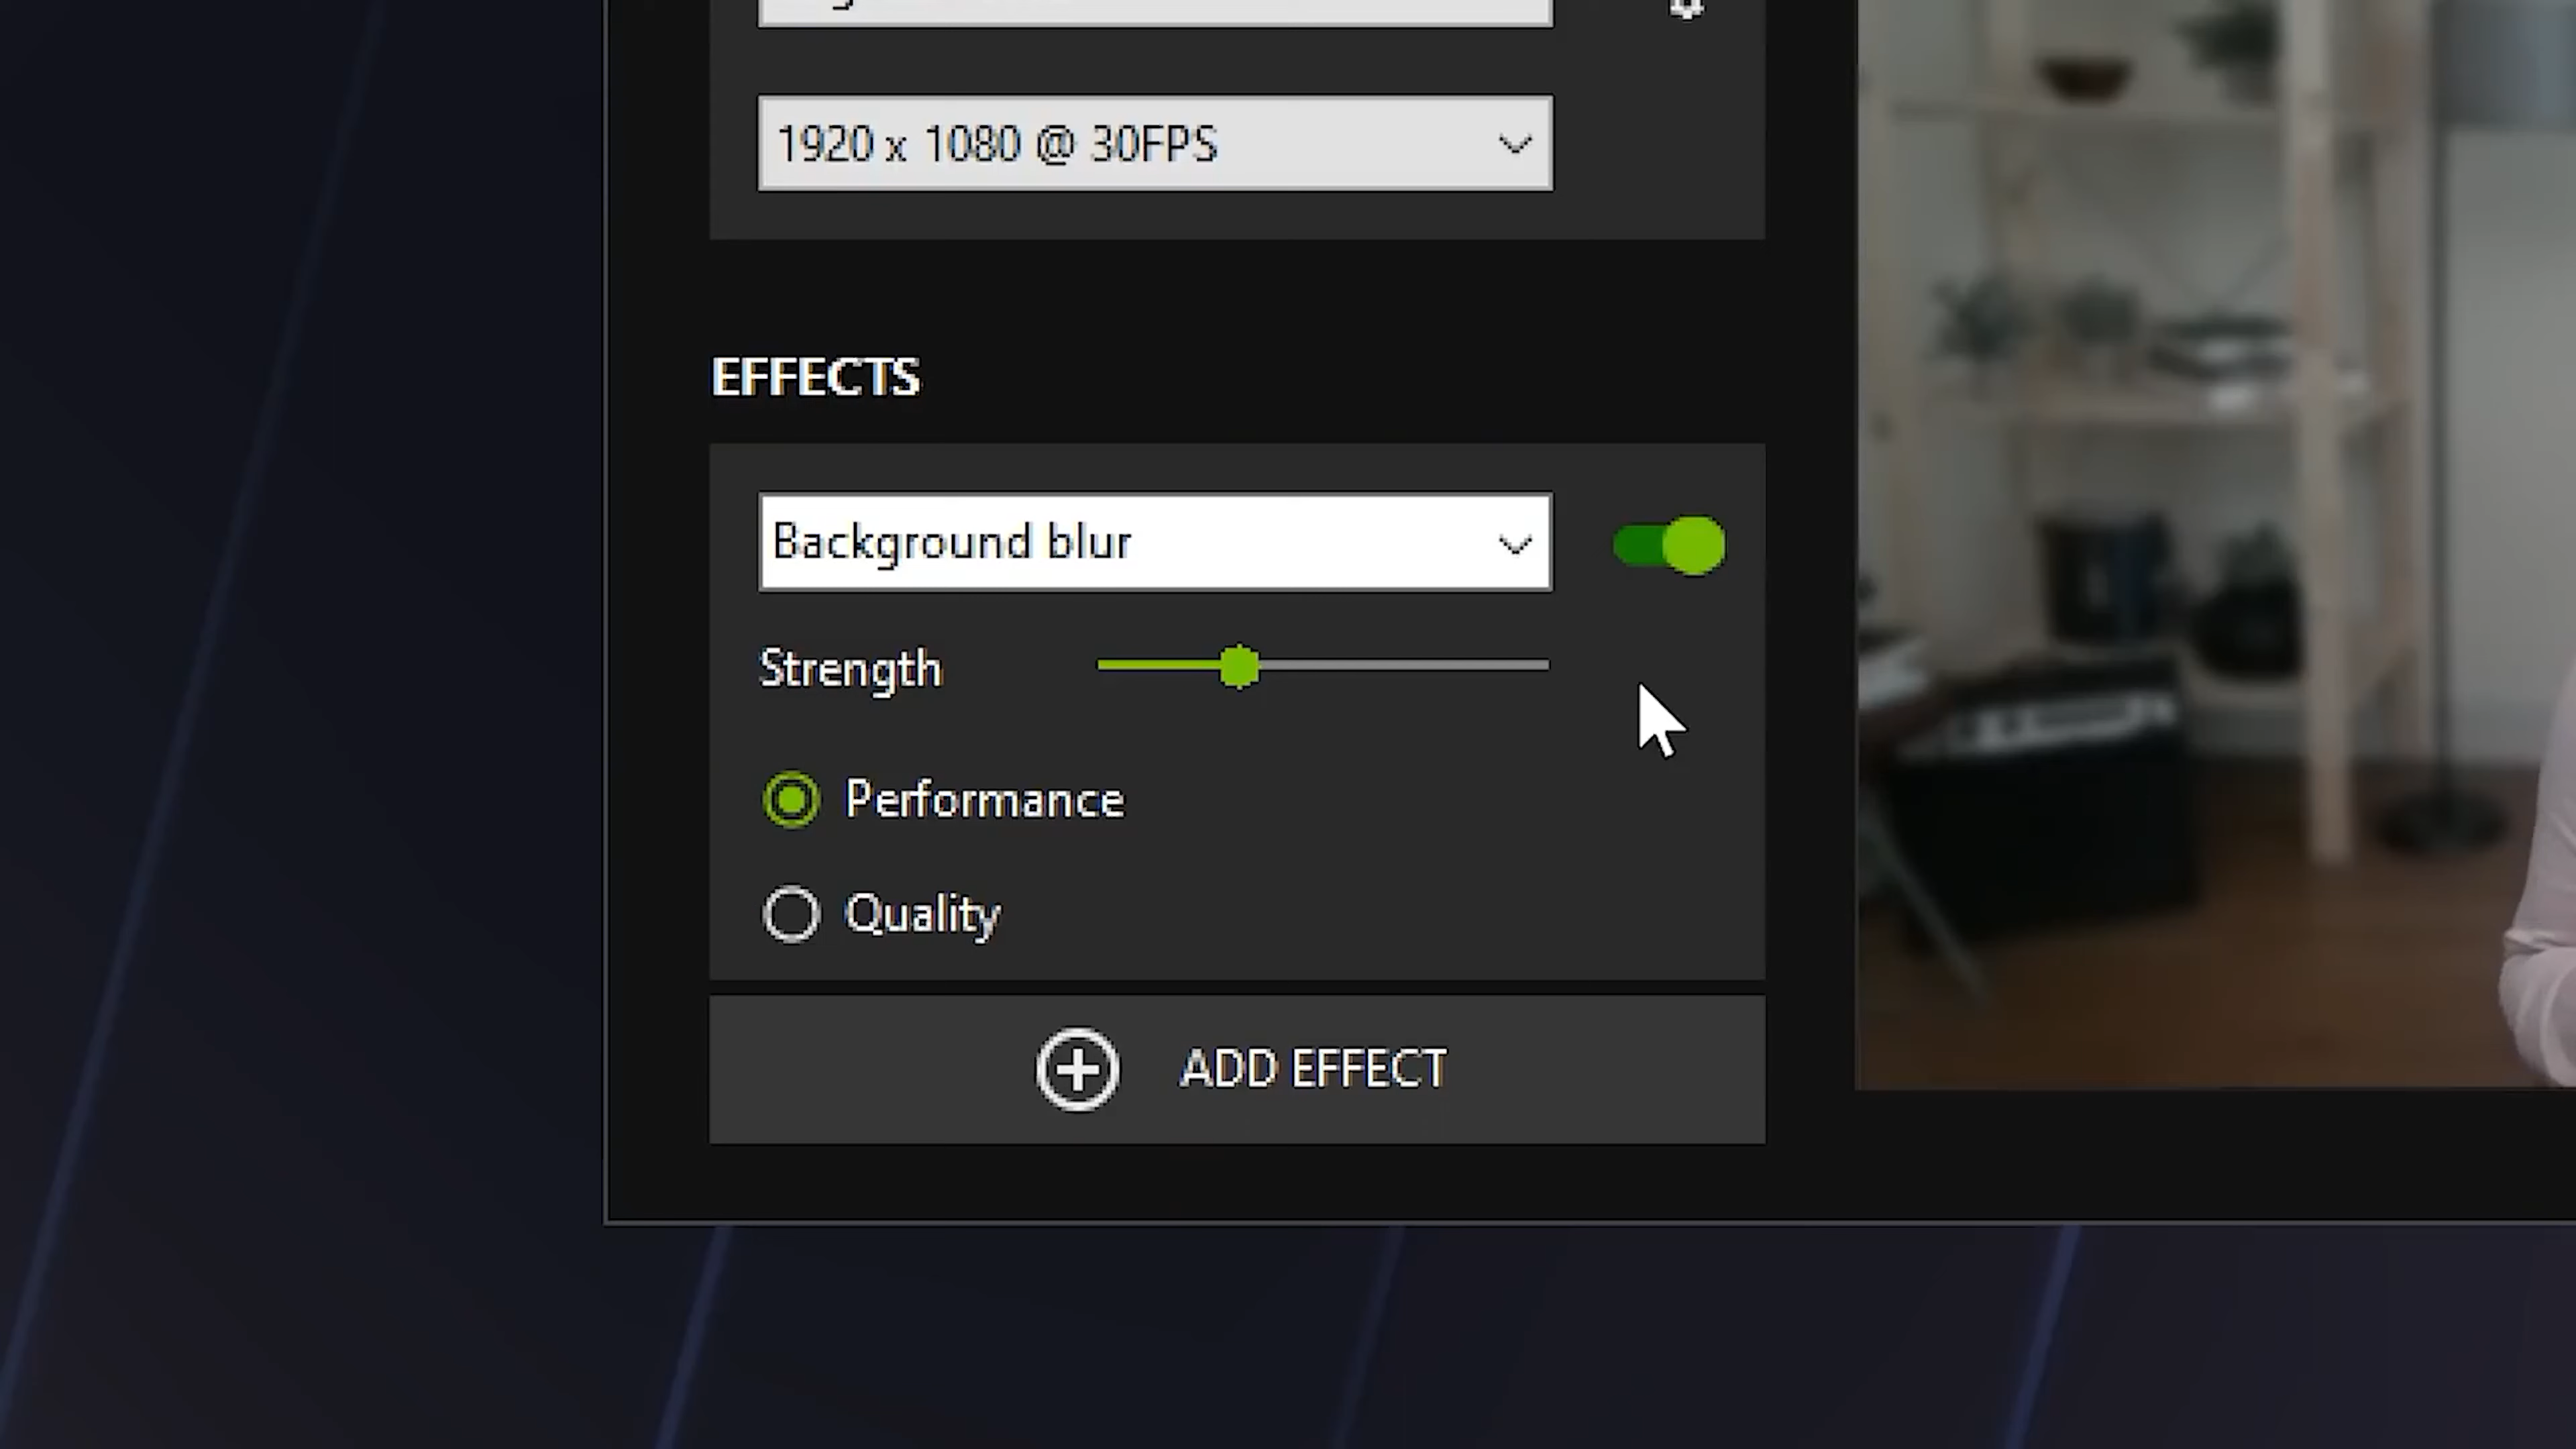 1920 x 1080 @ 30FPS
EFFECTS
Background blur
Strength
Performance
Quality
ADD EFFECT